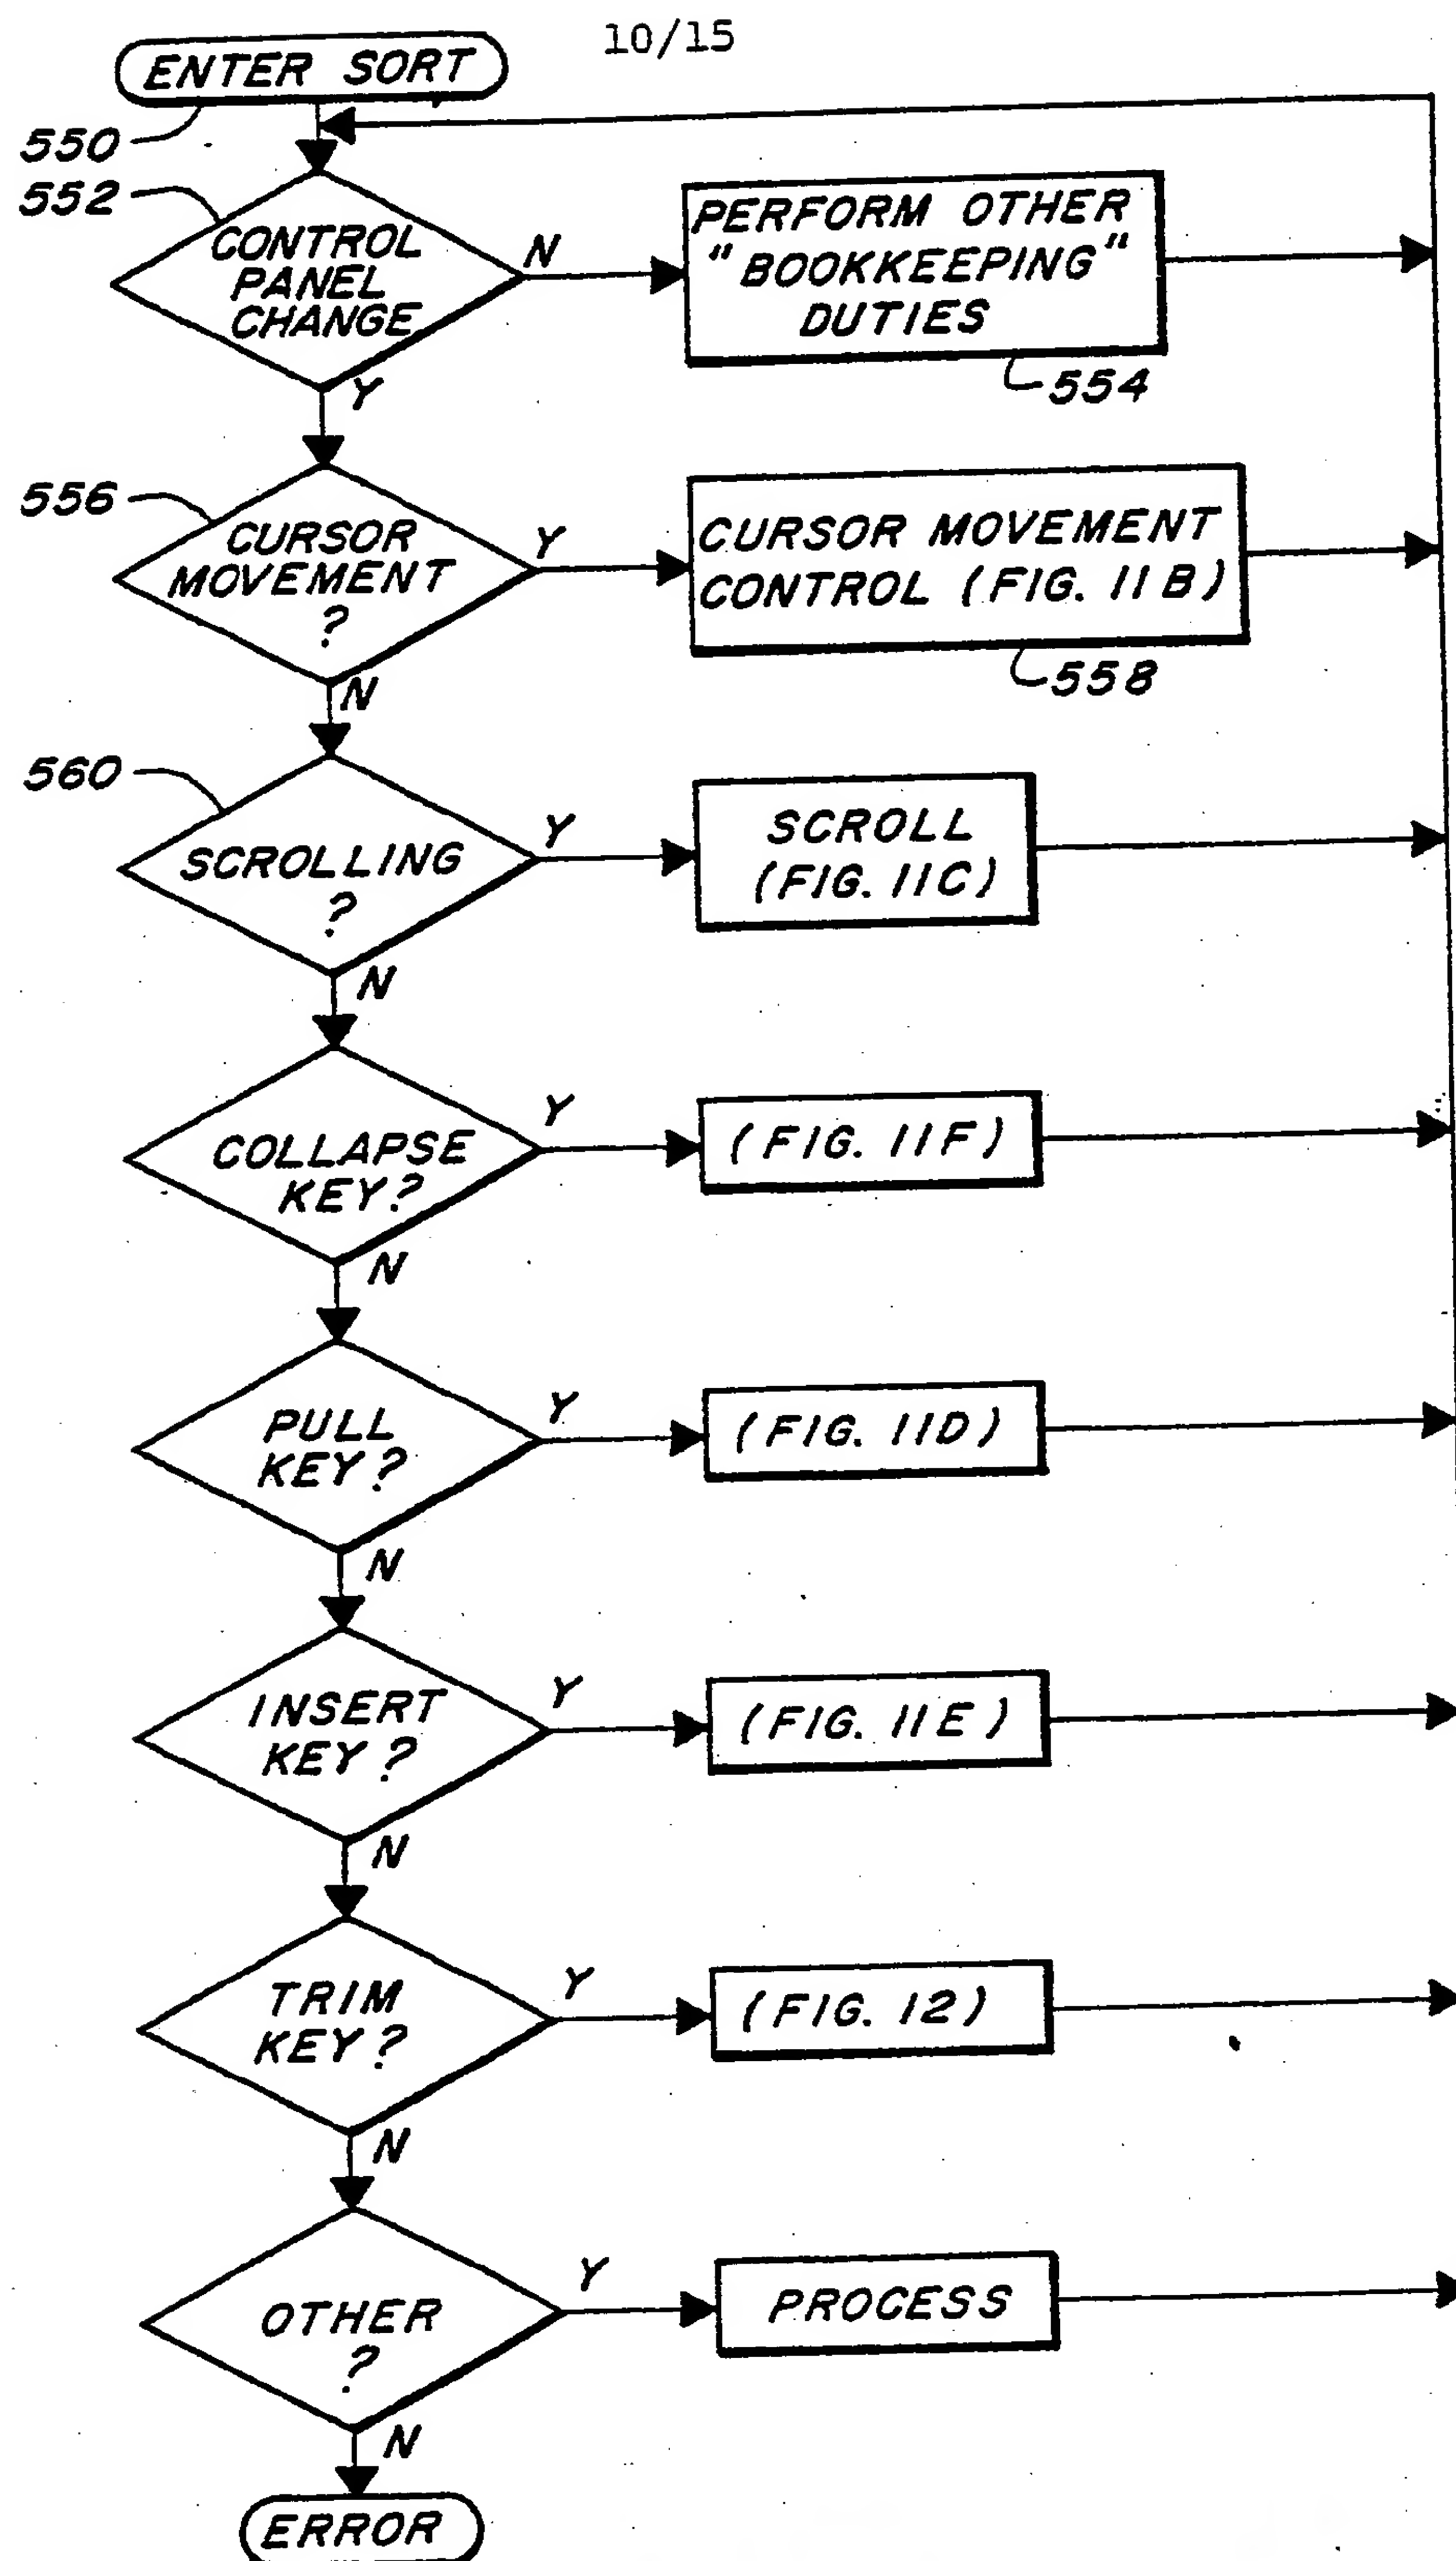 10/15
ENTER SORT
550
552
CONTROL
PANEL
CHANGE
N
PERFORM OTHER
"BOOKKEEPING"
DUTIES
554
Y
556
CURSOR
MOVEMENT
?
Y
CURSOR MOVEMENT
CONTROL (FIG. 11B)
558
N
560
SCROLLING
?
Y
SCROLL
(FIG. 11C)
N
COLLAPSE
KEY?
Y
(FIG. 11F)
N
PULL
KEY?
Y
(FIG. 11D)
N
INSERT
KEY?
Y
(FIG. 11E)
N
TRIM
KEY?
Y
(FIG. 12)
N
OTHER
?
Y
PROCESS
N
ERROR